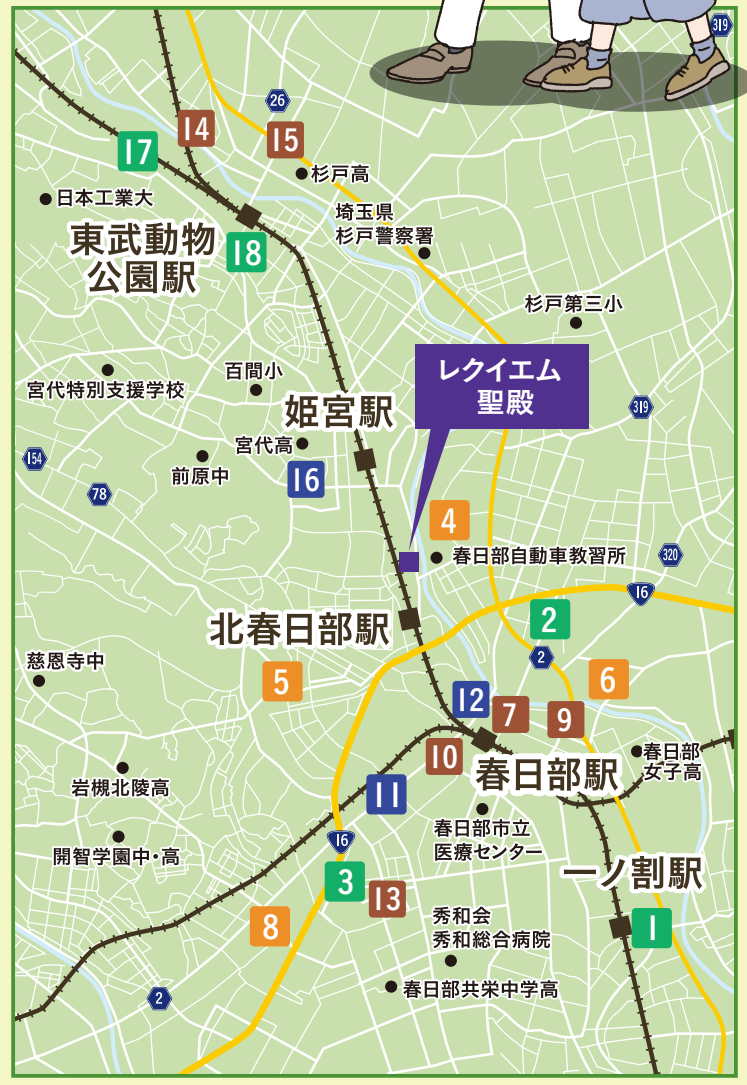 319
26
14
15
17
杉戸高
日本工業大
埼玉県
杉戸警察署
東武動物
公園駅
18
杉戸第三小
レクイエム
聖殿
百間小
宮代特別支援学校
姫宮駅
319
宮代高
154
前原中
16
78
4
春日部自動車教習所
320
16
北春日部駅
2
2
慈恩寺中
5
6
12
7
9
10
春日部
女子高
春日部駅
岩槻北陵高
11
春日部市立
医療センター
16
開智学園中・高
一ノ割駅
3
13
8
秀和会
秀和総合病院
1
春日部共栄中学高
2